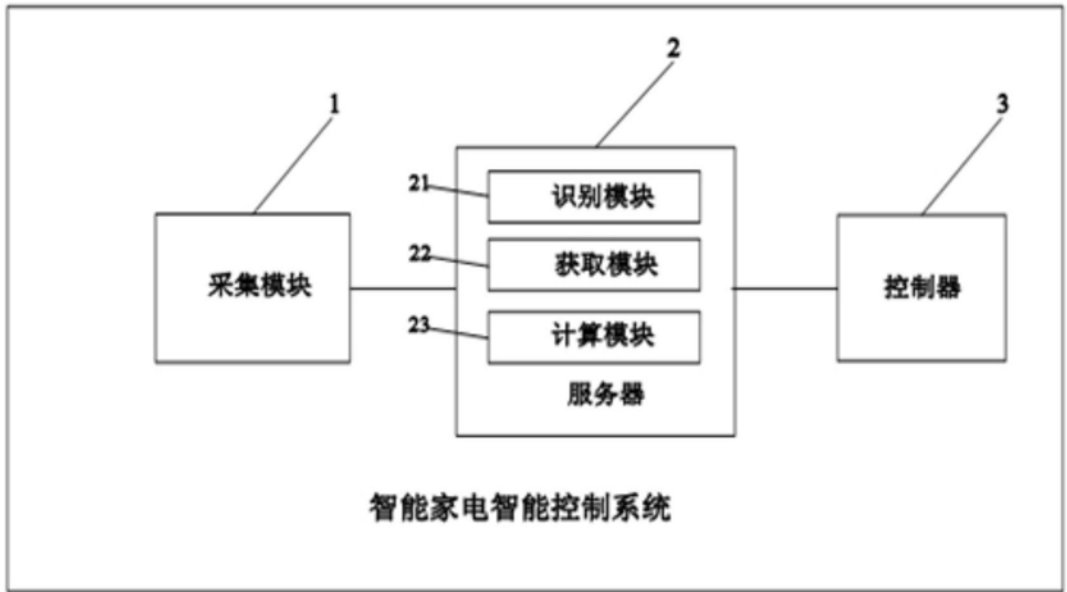 2
1
3
21
识别模块
22
获取模块
采集模块
控制器
23
计算模块
服务器
智能家电智能控制系统